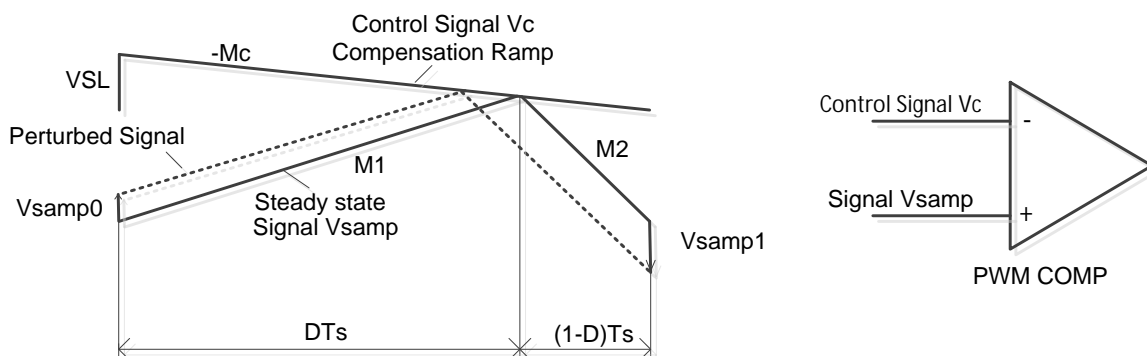 Control Signal Vc
Compensation Ramp
-Mc
VSL
Perturbed Signal
M1
M2
Vsamp0
Steady state
Signal Vsamp
Vsamp1
DTs
(1-D)Ts
Control Signal Vc
-
Signal Vsamp
+
PWM COMP